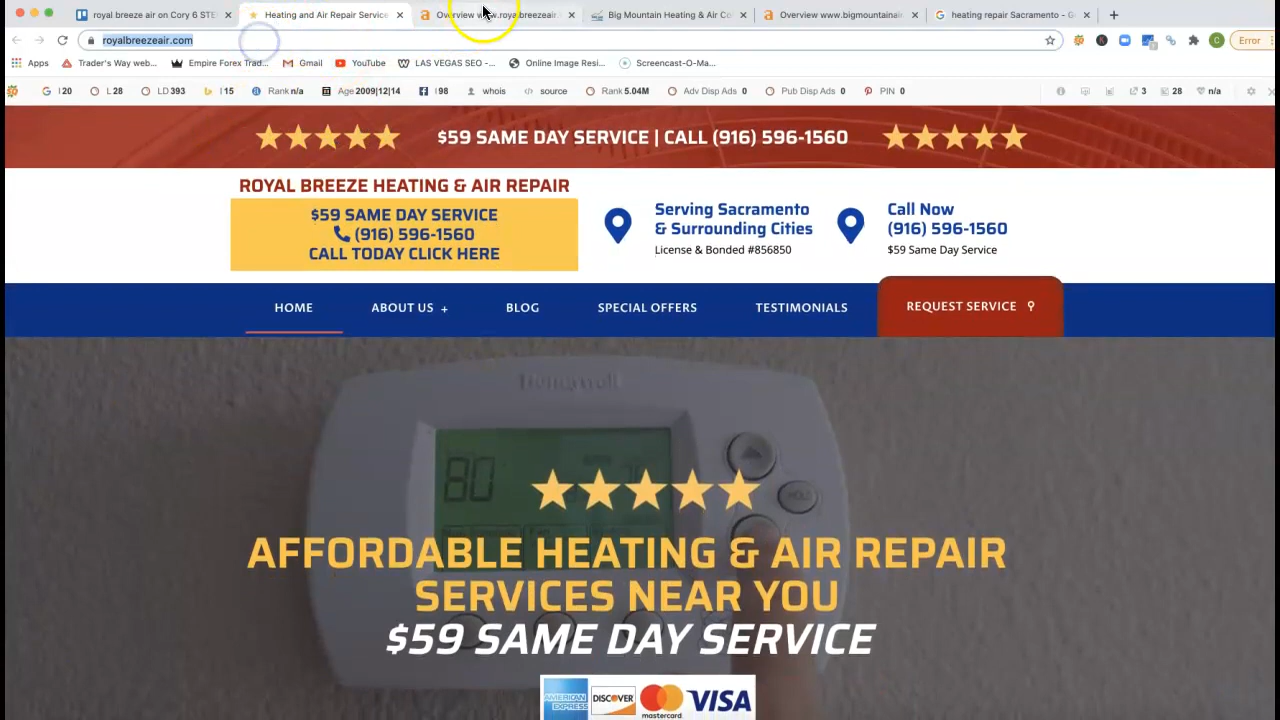 royal breeze air on Cory 6 STE
Heating and Air Repair Service
Overview www.royalbreezeair.
Big Mountain Heating & Air Co
Overview www.bigmountainai
heating repair Sacramento - G
royalbreezeair.com
Error
Apps
Trader's Way web...
Empire Forex Trad...
Gmail
YouTube
LAS VEGAS SEO -...
Online Image Resi...
Screencast-O-Ma...
I 20
L 28
LD 393
I 15
Rank n/a
Age 2009|12|14
I 98
whois
source
Rank 5.04M
Adv Disp Ads 0
Pub Disp Ads 0
PIN 0
3
28
n/a
$59 SAME DAY SERVICE | CALL (916) 596-1560
ROYAL BREEZE HEATING & AIR REPAIR
$59 SAME DAY SERVICE
(916) 596-1560
CALL TODAY CLICK HERE
Serving Sacramento
& Surrounding Cities
License & Bonded #856850
Call Now
(916) 596-1560
$59 Same Day Service
HOME
ABOUT US +
BLOG
SPECIAL OFFERS
TESTIMONIALS
REQUEST SERVICE
Honeywell
80
HOLD
AFFORDABLE HEATING & AIR REPAIR
SERVICES NEAR YOU
$59 SAME DAY SERVICE
AMERICAN EXPRESS
DISCOVER
mastercard
VISA